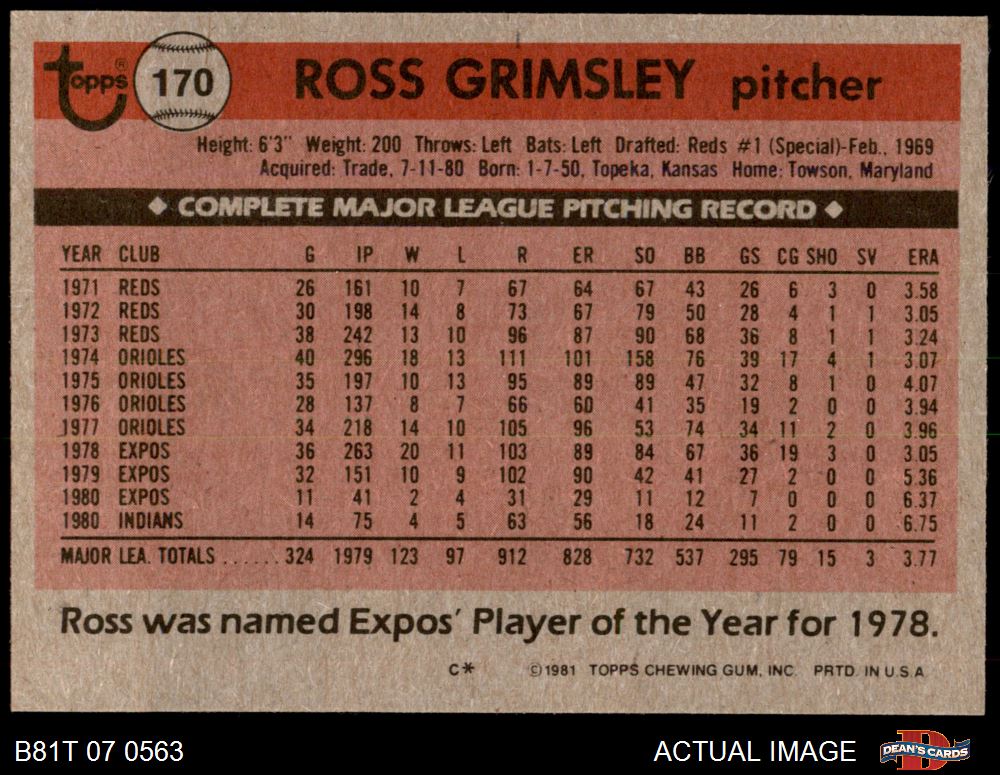 Topps® 170 ROSS GRIMSLEY pitcher
Height: 6'3" Weight: 200 Throws: Left Bats: Left Drafted: Reds #1 (Special)-Feb., 1969
Acquired: Trade, 7-11-80 Born: 1-7-50, Topeka, Kansas Home: Towson, Maryland
◆ COMPLETE MAJOR LEAGUE PITCHING RECORD ◆
YEAR CLUB G IP W L R ER SO BB GS CG SHO SV ERA
1971 REDS 26 161 10 7 67 64 67 43 26 6 3 0 3.58
1972 REDS 30 198 14 8 73 67 79 50 28 4 1 1 3.05
1973 REDS 38 242 13 10 96 87 90 68 36 8 1 1 3.24
1974 ORIOLES 40 296 18 13 111 101 158 76 39 17 4 1 3.07
1975 ORIOLES 35 197 10 13 95 89 89 47 32 8 1 0 4.07
1976 ORIOLES 28 137 8 7 66 60 41 35 19 2 0 0 3.94
1977 ORIOLES 34 218 14 10 105 96 53 74 34 11 2 0 3.96
1978 EXPOS 36 263 20 11 103 89 84 67 36 19 3 0 3.05
1979 EXPOS 32 151 10 9 102 90 42 41 27 2 0 0 5.36
1980 EXPOS 11 41 2 4 31 29 11 12 7 0 0 0 6.37
1980 INDIANS 14 75 4 5 63 56 18 24 11 2 0 0 6.75
MAJOR LEA. TOTALS ...... 324 1979 123 97 912 828 732 537 295 79 15 3 3.77
Ross was named Expos' Player of the Year for 1978.
C* ©1981 TOPPS CHEWING GUM, INC. PRTD. IN U.S.A
B81T 07 0563 ACTUAL IMAGE DEAN'S CARDS